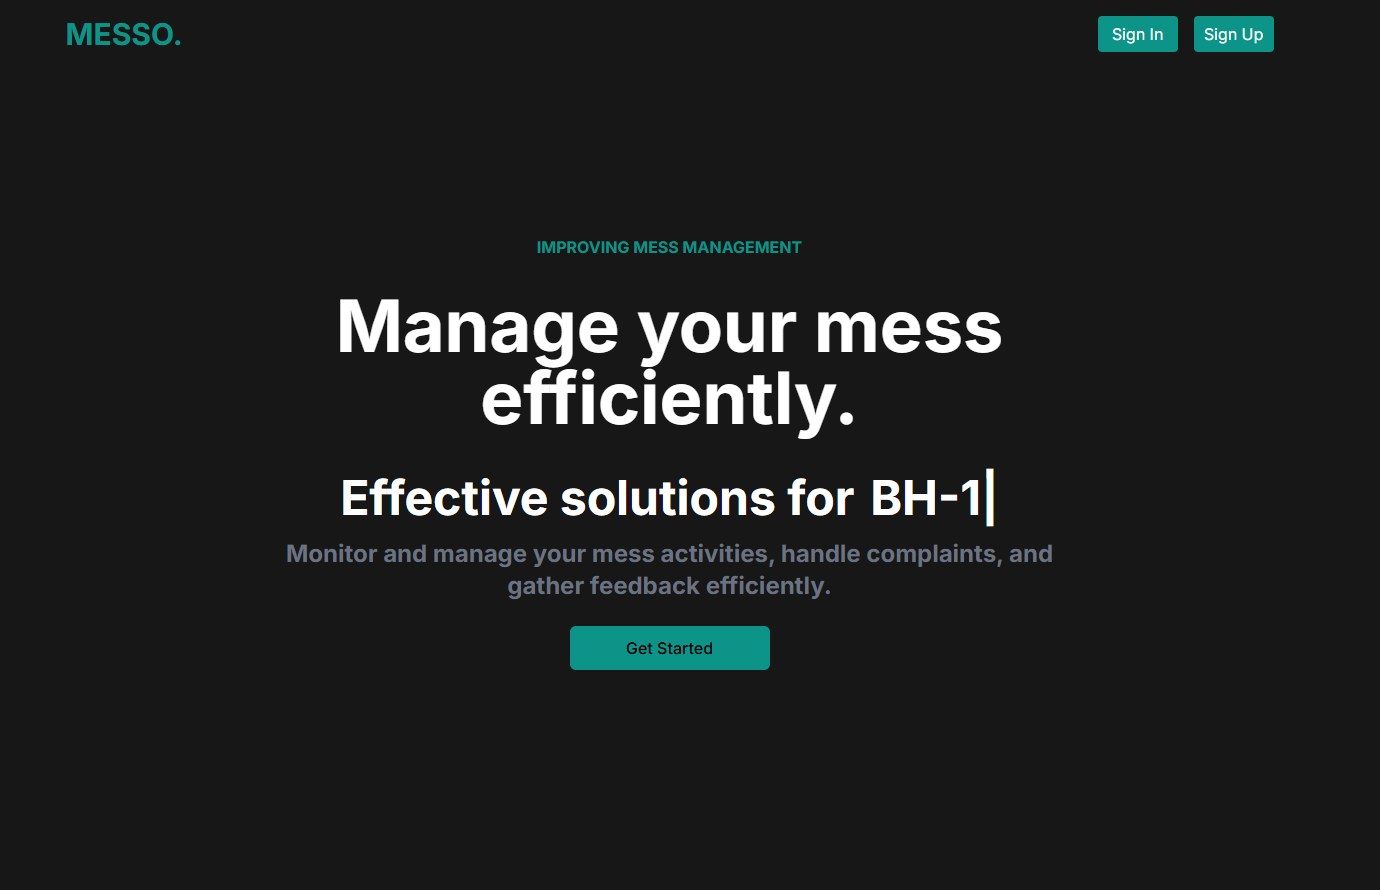 MESSO.
Sign In
Sign Up
IMPROVING MESS MANAGEMENT
Manage your mess
efficiently.
Effective solutions for BH-1|
Monitor and manage your mess activities, handle complaints, and
gather feedback efficiently.
Get Started